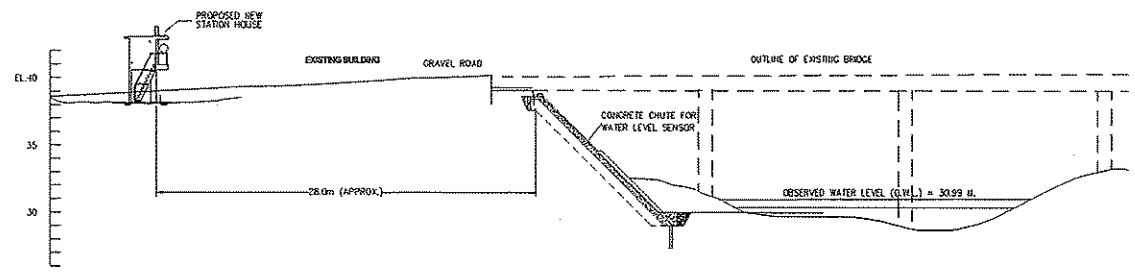 PROPOSED NEW
STATION HOUSE
EXISTING BUILDING
GRAVEL ROAD
OUTLINE OF EXISTING BRIDGE
EL.40
CONCRETE CHUTE FOR
WATER LEVEL SENSOR
35
28.0m (APPROX.)
OBSERVED WATER LEVEL (O.W.L.) = 30.99 M.
30